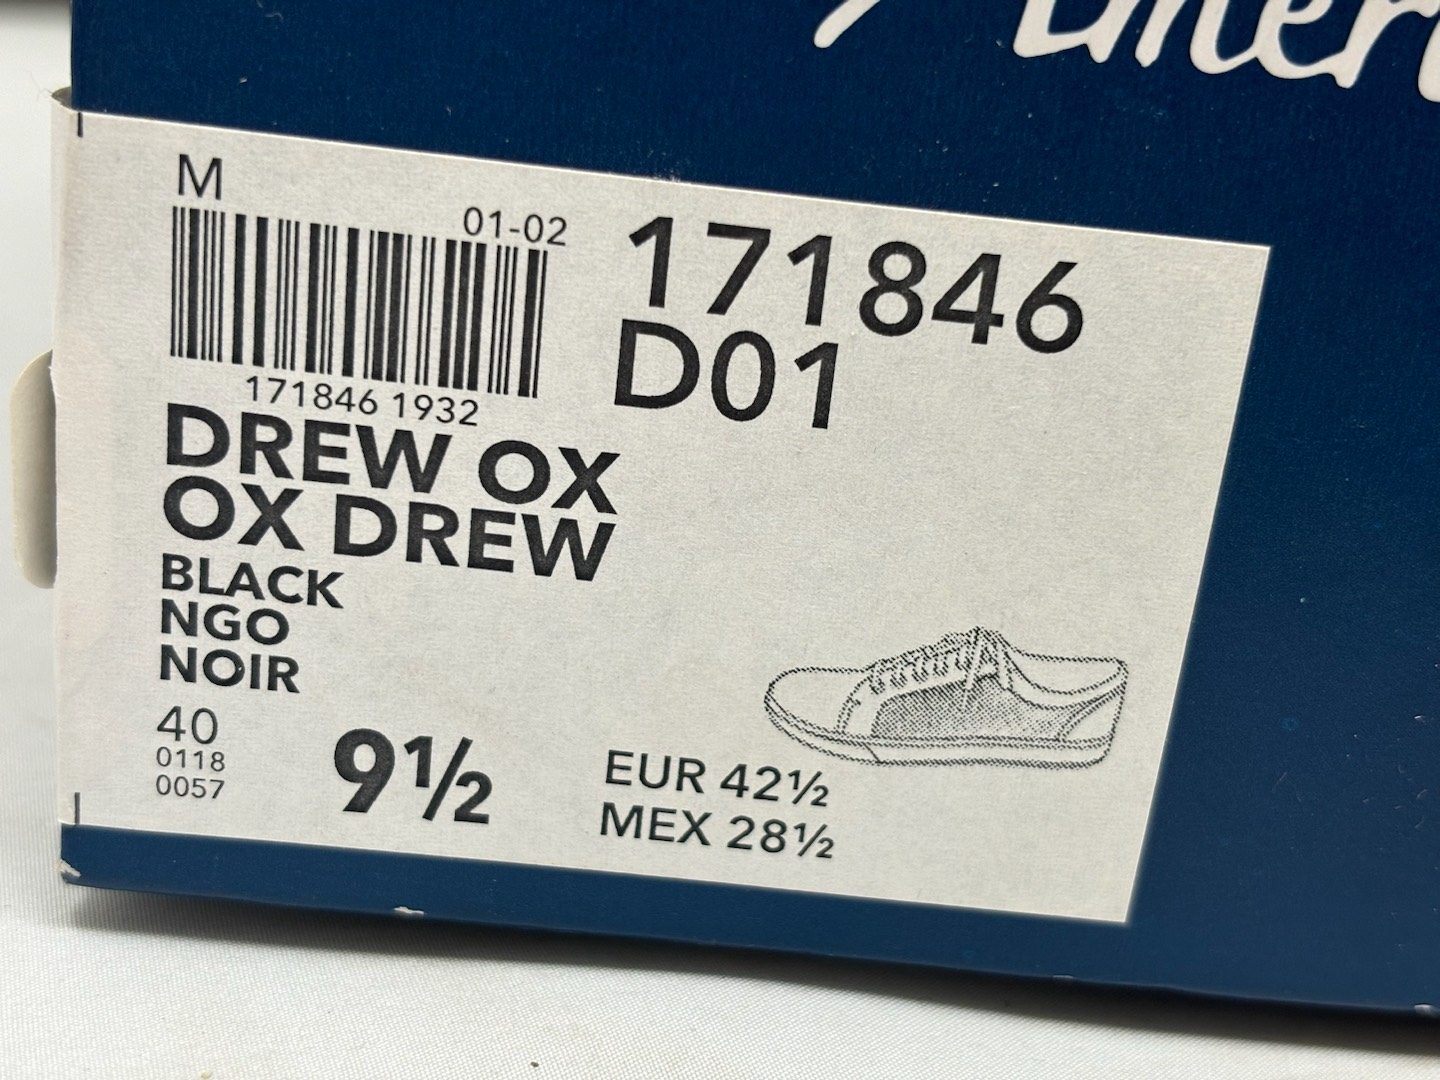 M
01-02
171846
D01
171846 1932
DREW OX
OX DREW
BLACK
NGO
NOIR
40
0118
0057
9½
EUR 42½
MEX 28½